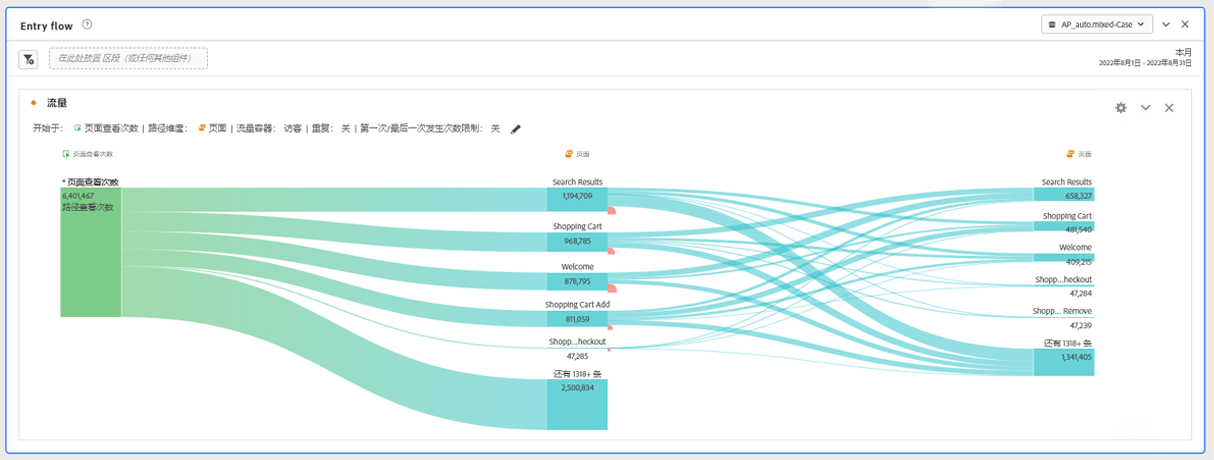 Entry flow
AP_auto.mixed-Case
在此处放置 区段（或任何其他组件）
本月
2022年8月1日 - 2022年8月31日
流量
开始于： 页面查看次数 | 路径维度： 页面 | 流量容器： 访客 | 重复： 关 | 第一次/最后一次发生次数限制： 关
页面查看次数
页面
页面
* 页面查看次数
6,401,467
路径查看次数
Search Results
1,194,709
Shopping Cart
968,785
Welcome
878,795
Shopping Cart Add
811,059
Shopp...heckout
47,285
还有 1318+ 条
2,500,834
Search Results
658,327
Shopping Cart
481,540
Welcome
409,215
Shopp...heckout
47,284
Shopp... Remove
47,239
还有 1318+ 条
1,341,405